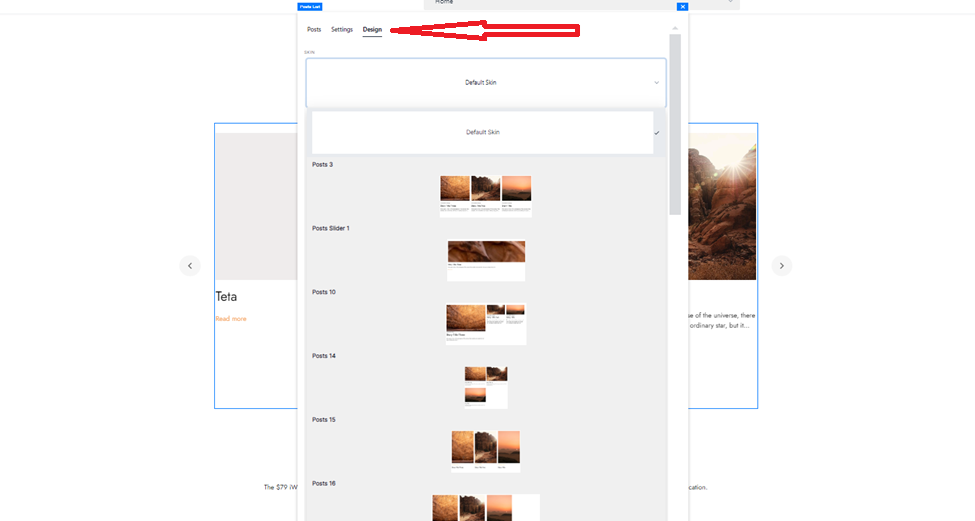 Home
Posts List
Posts Settings Design
SKIN
Default Skin
Default Skin
Posts 3
Posts Slider 1
Posts 10
Posts 14
Posts 15
Posts 16
Teta
Read more
se of the universe, there
ordinary star, but it...
The $79 iW
cation.